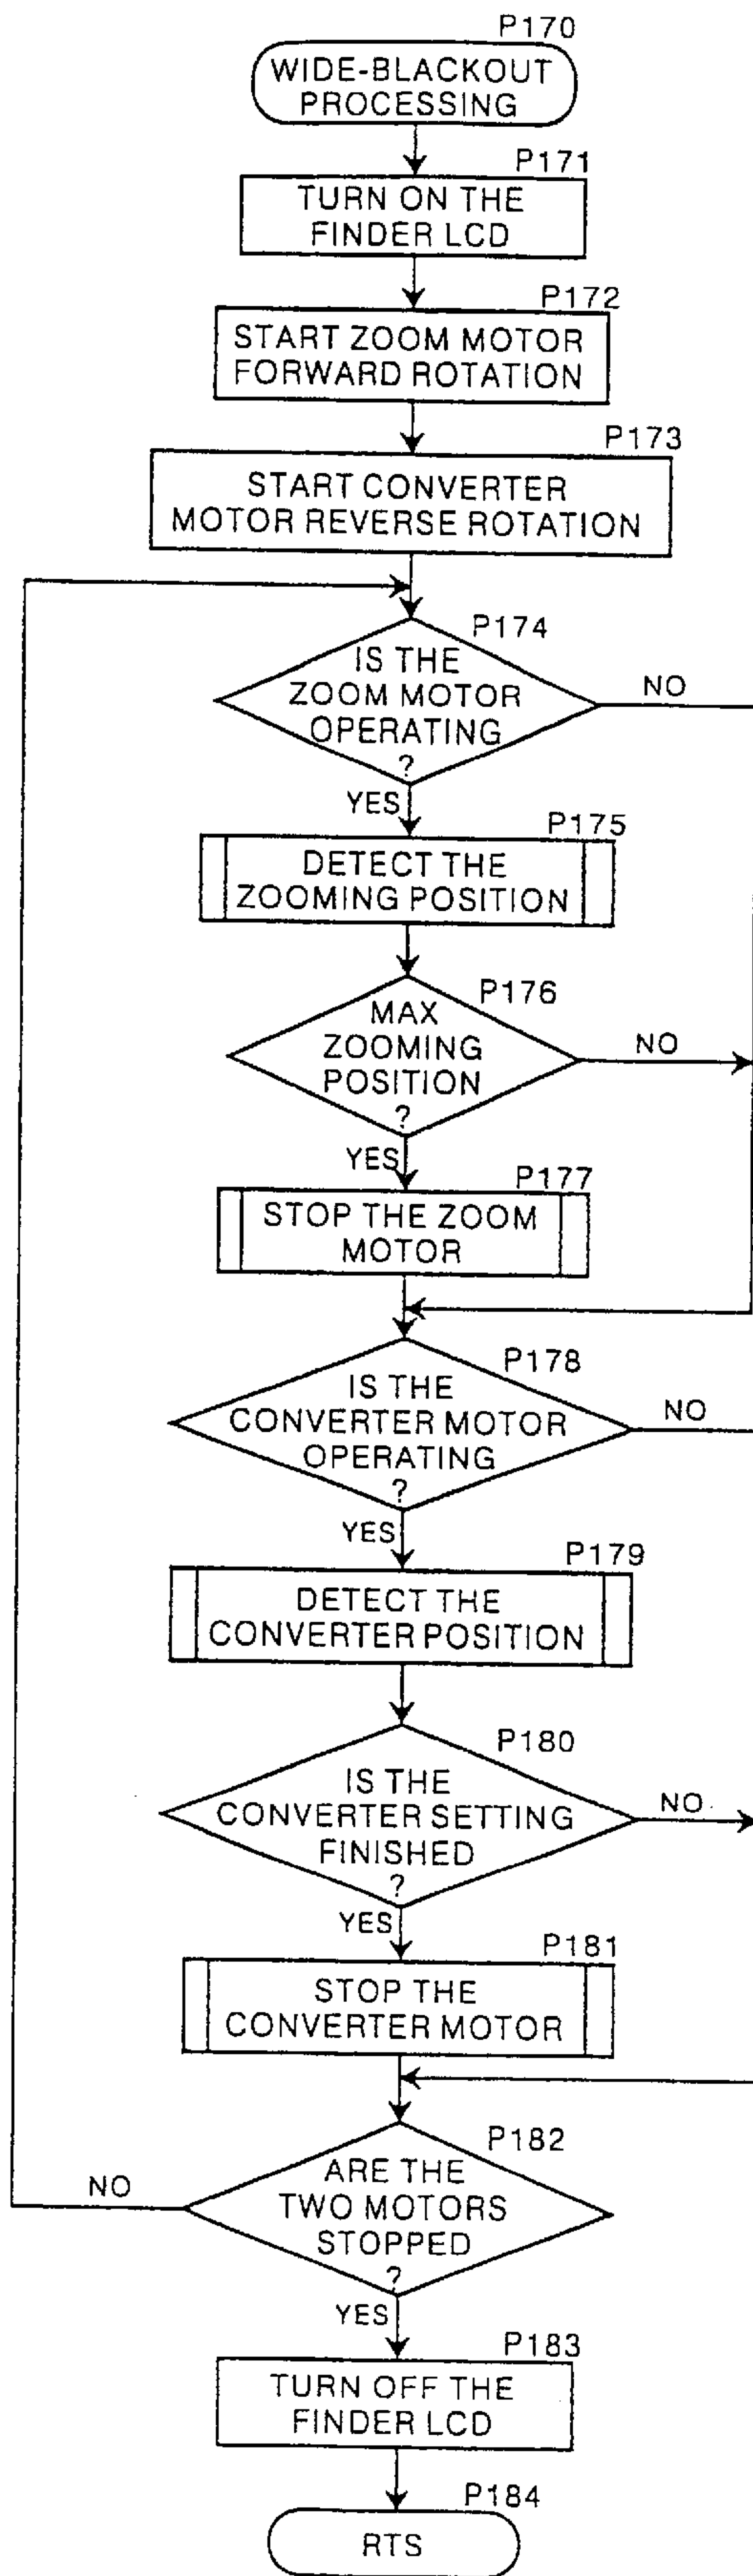 P170
WIDE-BLACKOUT
PROCESSING
P171
TURN ON THE
FINDER LCD
P172
START ZOOM MOTOR
FORWARD ROTATION
P173
START CONVERTER
MOTOR REVERSE ROTATION
P174
IS THE
ZOOM MOTOR
OPERATING
?
NO
YES
P175
DETECT THE
ZOOMING POSITION
P176
MAX
ZOOMING
POSITION
?
NO
YES
P177
STOP THE ZOOM
MOTOR
P178
IS THE
CONVERTER MOTOR
OPERATING
?
NO
YES
P179
DETECT THE
CONVERTER POSITION
P180
IS THE
CONVERTER SETTING
FINISHED
?
NO
YES
P181
STOP THE
CONVERTER MOTOR
P182
ARE THE
TWO MOTORS
STOPPED
?
NO
YES
P183
TURN OFF THE
FINDER LCD
P184
RTS